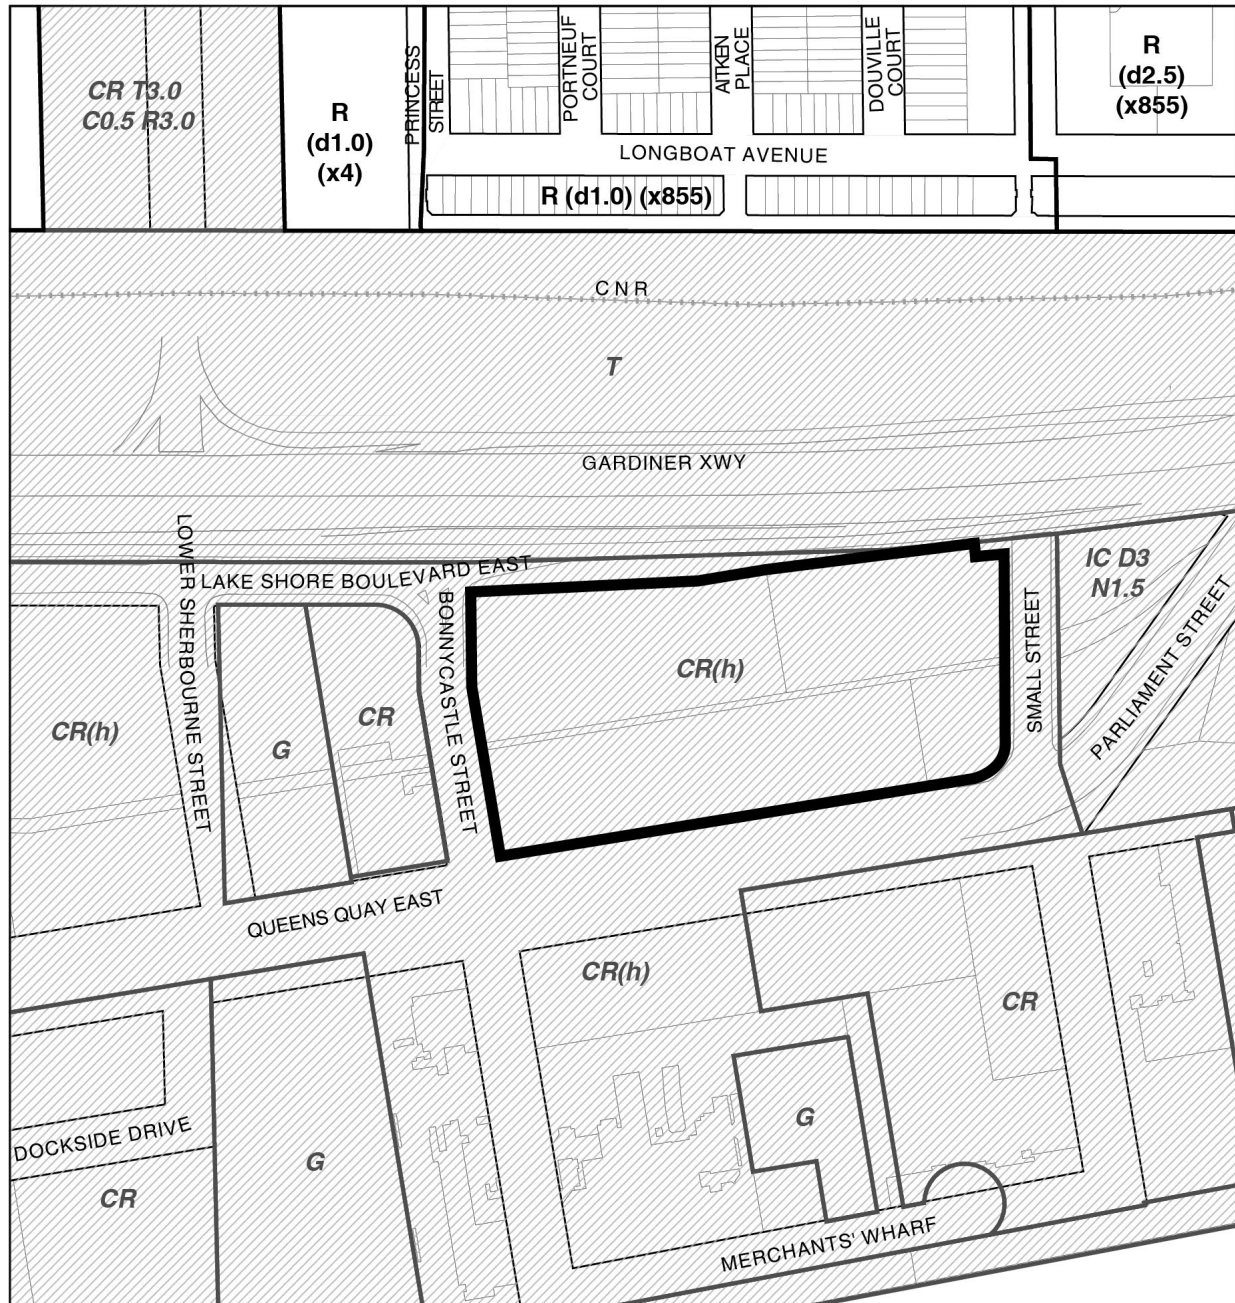 CR T3.0
C0.5 R3.0
R
(d1.0)
(x4)
PRINCESS
STREET
PORTNEUF
COURT
AITKEN
PLACE
DOUVILLE
COURT
R
(d2.5)
(x855)
LONGBOAT AVENUE
R (d1.0) (x855)
CNR
T
GARDINER XWY
LOWER SHERBOURNE STREET
LAKE SHORE BOULEVARD EAST
BONNYCASTLE STREET
IC D3
N1.5
SMALL STREET
PARLIAMENT STREET
CR(h)
CR(h)
G
CR
QUEENS QUAY EAST
CR(h)
CR
G
DOCKSIDE DRIVE
G
CR
MERCHANTS' WHARF